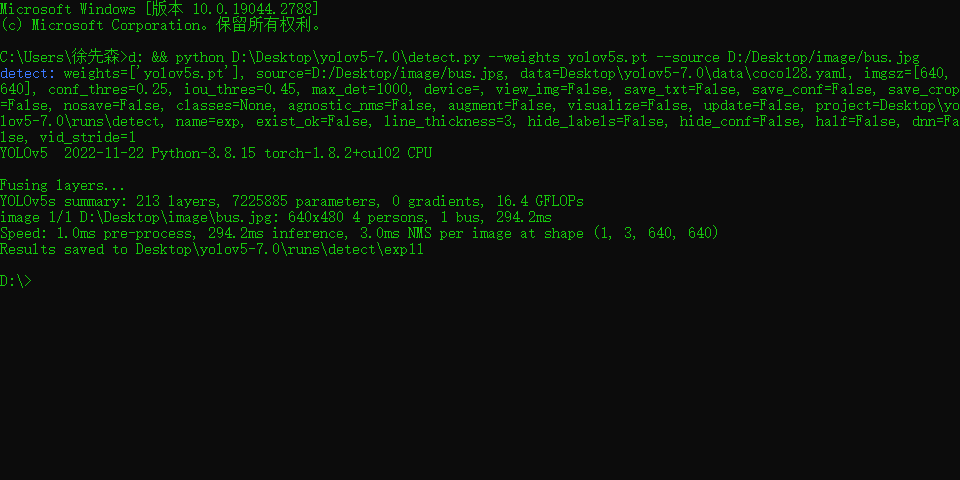 Microsoft Windows [版本 10.0.19044.2788]
(c) Microsoft Corporation。保留所有权利。
C:\Users\徐先森>d: && python D:\Desktop\yolov5-7.0\detect.py --weights yolov5s.pt --source D:/Desktop/image/bus.jpg
detect: weights=['yolov5s.pt'], source=D:/Desktop/image/bus.jpg, data=Desktop\yolov5-7.0\data\coco128.yaml, imgsz=[640,
640], conf_thres=0.25, iou_thres=0.45, max_det=1000, device=, view_img=False, save_txt=False, save_conf=False, save_crop
=False, nosave=False, classes=None, agnostic_nms=False, augment=False, visualize=False, update=False, project=Desktop\yo
lov5-7.0\runs\detect, name=exp, exist_ok=False, line_thickness=3, hide_labels=False, hide_conf=False, half=False, dnn=Fa
lse, vid_stride=1
YOLOv5  2022-11-22 Python-3.8.15 torch-1.8.2+cu102 CPU
Fusing layers...
YOLOv5s summary: 213 layers, 7225885 parameters, 0 gradients, 16.4 GFLOPs
image 1/1 D:\Desktop\image\bus.jpg: 640x480 4 persons, 1 bus, 294.2ms
Speed: 1.0ms pre-process, 294.2ms inference, 3.0ms NMS per image at shape (1, 3, 640, 640)
Results saved to Desktop\yolov5-7.0\runs\detect\exp11
D:\>